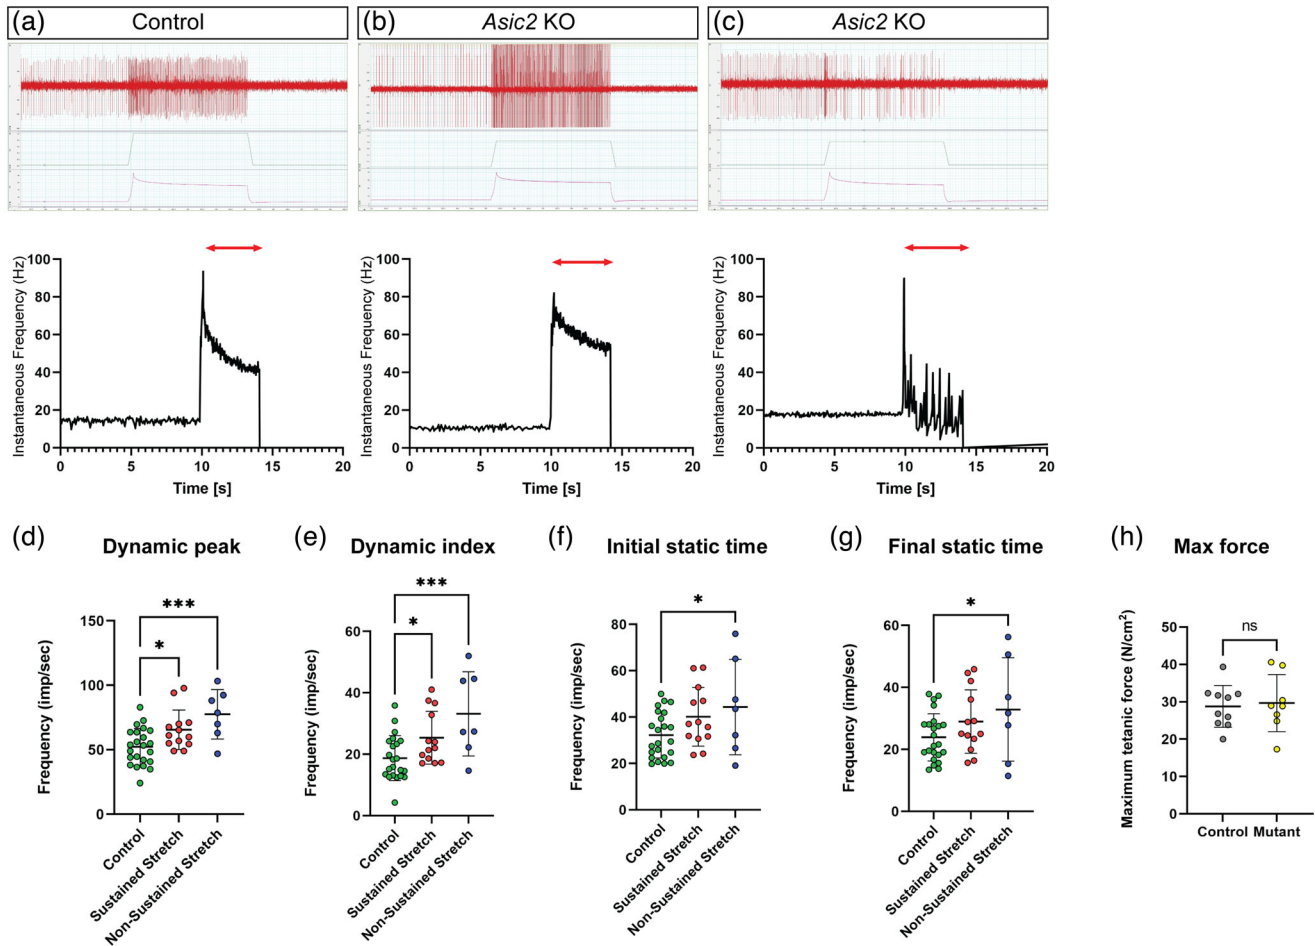 (a) Control
(b) Asic2 KO
(c) Asic2 KO
Instantaneous Frequency (Hz)
100
80
60
40
20
0
0 5 10 15 20
Time [s]
Instantaneous Frequency (Hz)
100
80
60
40
20
0
0 5 10 15 20
Time [s]
Instantaneous Frequency (Hz)
100
80
60
40
20
0
0 5 10 15 20
Time [s]
(d) Dynamic peak
Frequency (imp/sec)
150
100
50
0
***
*
Control
Sustained Stretch
Non-Sustained Stretch
(e) Dynamic index
Frequency (imp/sec)
60
40
20
0
***
*
Control
Sustained Stretch
Non-Sustained Stretch
(f) Initial static time
Frequency (imp/sec)
80
60
40
20
0
*
Control
Sustained Stretch
Non-Sustained Stretch
(g) Final static time
Frequency (imp/sec)
60
40
20
0
*
Control
Sustained Stretch
Non-Sustained Stretch
(h) Max force
Maximum tetanic force (N/cm²)
50
40
30
20
10
0
ns
Control Mutant